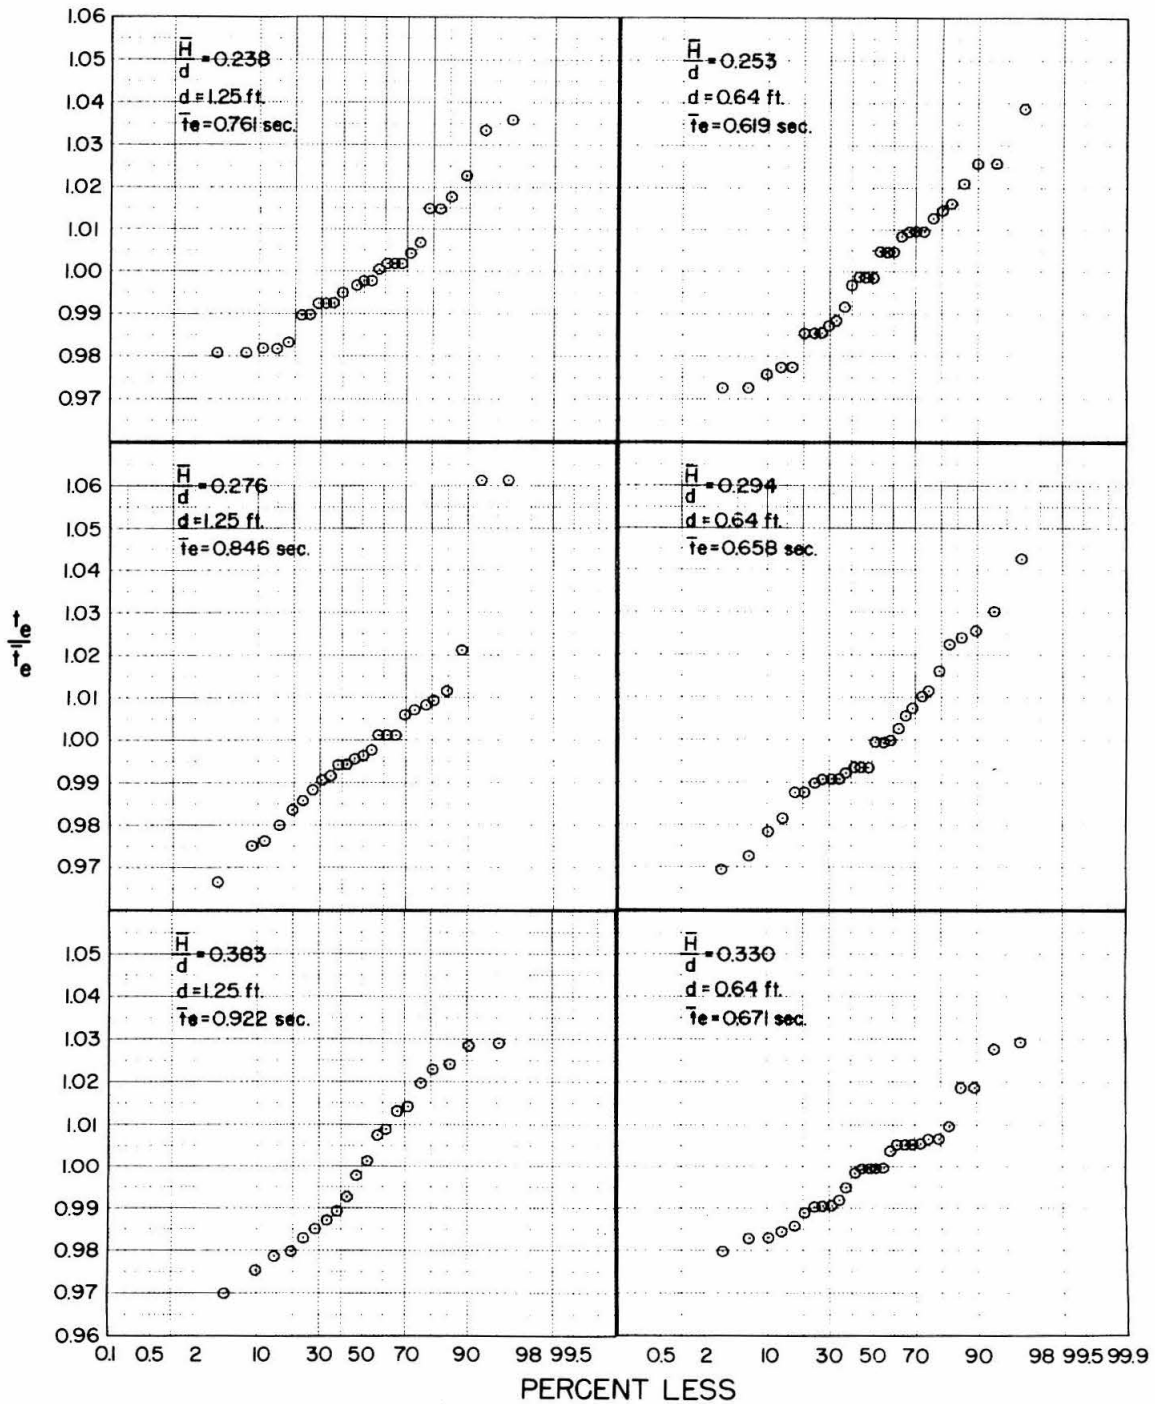 1.06
1.05
1.04
1.03
1.02
1.01
1.00
0.99
0.98
0.97
H̄/d = 0.238
d = 1.25 ft.
t̄e = 0.761 sec.
H̄/d = 0.253
d = 0.64 ft.
t̄e = 0.619 sec.
1.06
1.05
1.04
1.03
1.02
1.01
1.00
0.99
0.98
0.97
H̄/d = 0.276
d = 1.25 ft.
t̄e = 0.846 sec.
H̄/d = 0.294
d = 0.64 ft.
t̄e = 0.658 sec.
te/t̄e
1.05
1.04
1.03
1.02
1.01
1.00
0.99
0.98
0.97
0.96
H̄/d = 0.383
d = 1.25 ft.
t̄e = 0.922 sec.
H̄/d = 0.330
d = 0.64 ft.
t̄e = 0.671 sec.
0.1 0.5 2 10 30 50 70 90 98 99.5
0.5 2 10 30 50 70 90 98 99.5 99.9
PERCENT LESS